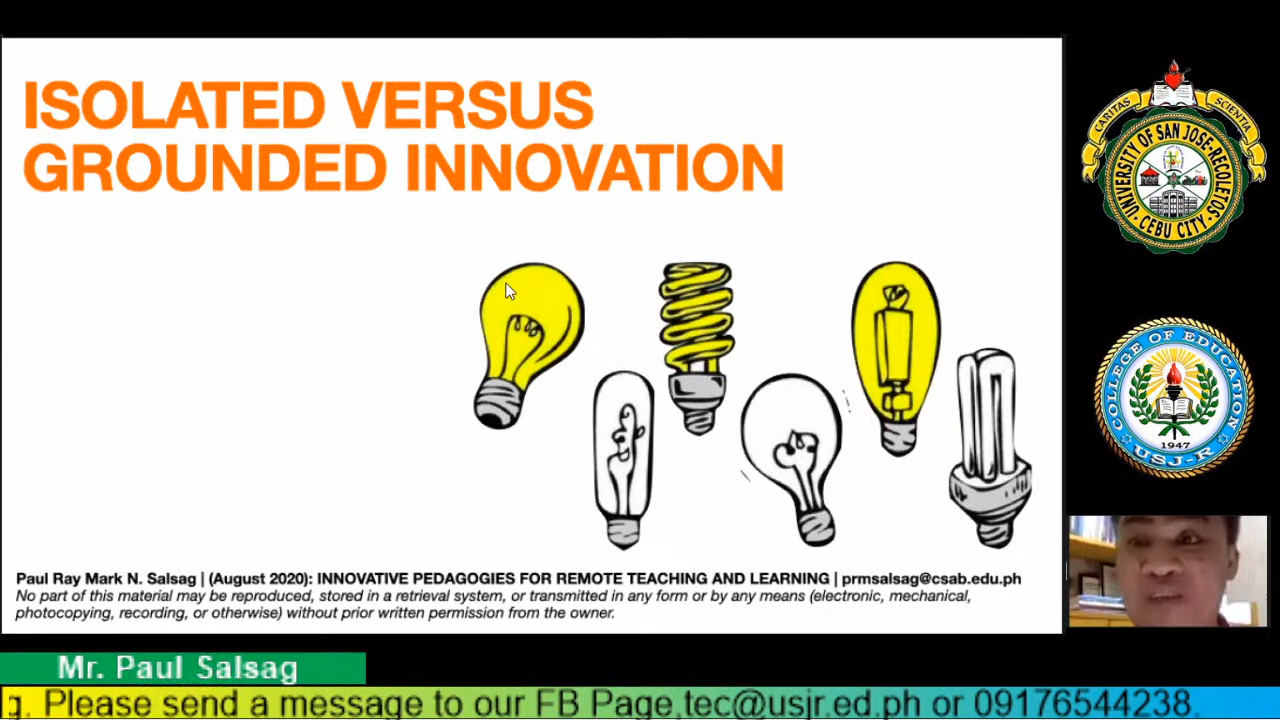 ISOLATED VERSUS
GROUNDED INNOVATION
CARITAS
SCIENTIA
UNIVERSITY OF SAN JOSE-RECOLETOS
CEBU CITY
COLLEGE OF EDUCATION
1947
USJ-R
Paul Ray Mark N. Salsag | (August 2020): INNOVATIVE PEDAGOGIES FOR REMOTE TEACHING AND LEARNING | prmsalsag@csab.edu.ph
No part of this material may be reproduced, stored in a retrieval system, or transmitted in any form or by any means (electronic, mechanical,
photocopying, recording, or otherwise) without prior written permission from the owner.
Mr. Paul Salsag
g. Please send a message to our FB Page,tec@usjr.ed.ph or 09176544238.